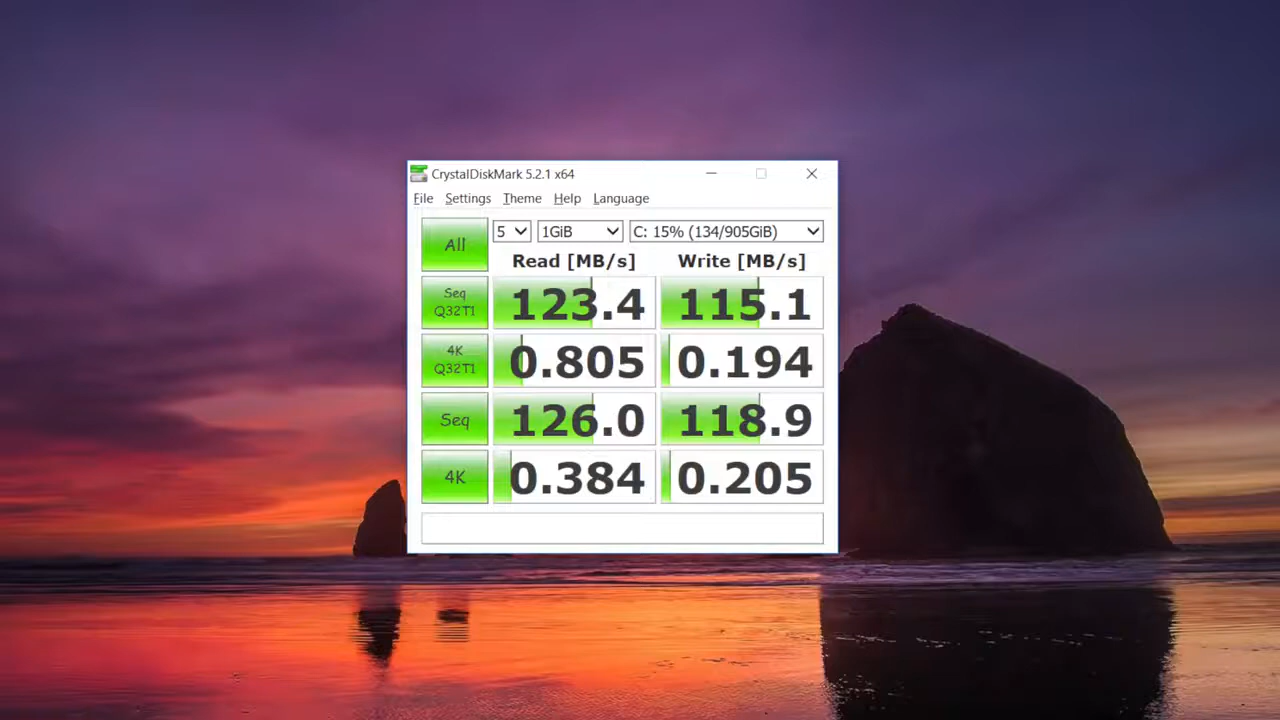 CrystalDiskMark 5.2.1 x64
File Settings Theme Help Language
All 5 1GiB C: 15% (134/905GiB)
Read [MB/s] Write [MB/s]
Seq
Q32T1 123.4 115.1
4K
Q32T1 0.805 0.194
Seq 126.0 118.9
4K 0.384 0.205